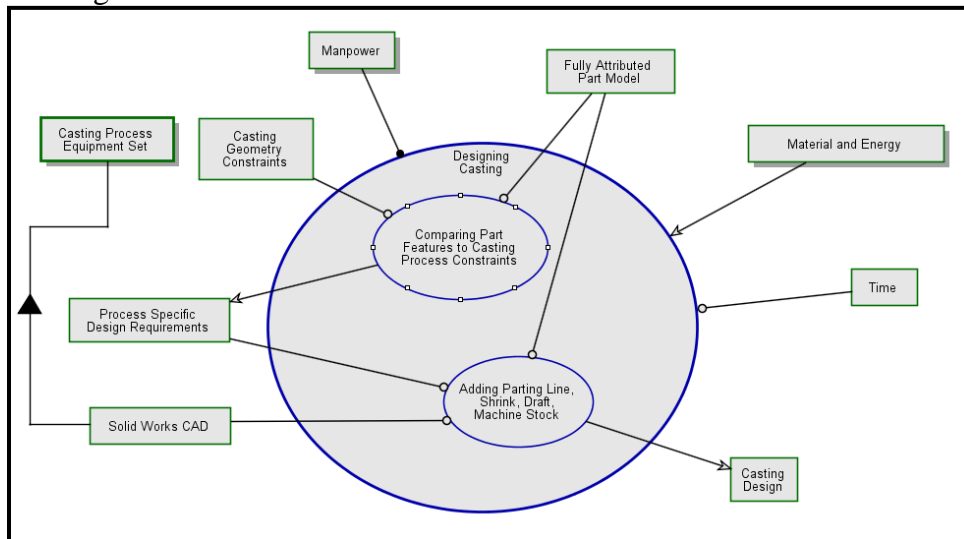 Manpower
Fully Attributed
Part Model
Casting Process
Equipment Set
Casting
Geometry
Constraints
Designing
Casting
Material and Energy
Comparing Part
Features to Casting
Process Constraints
Time
Process Specific
Design Requirements
Adding Parting Line,
Shrink, Draft,
Machine Stock
Solid Works CAD
Casting
Design